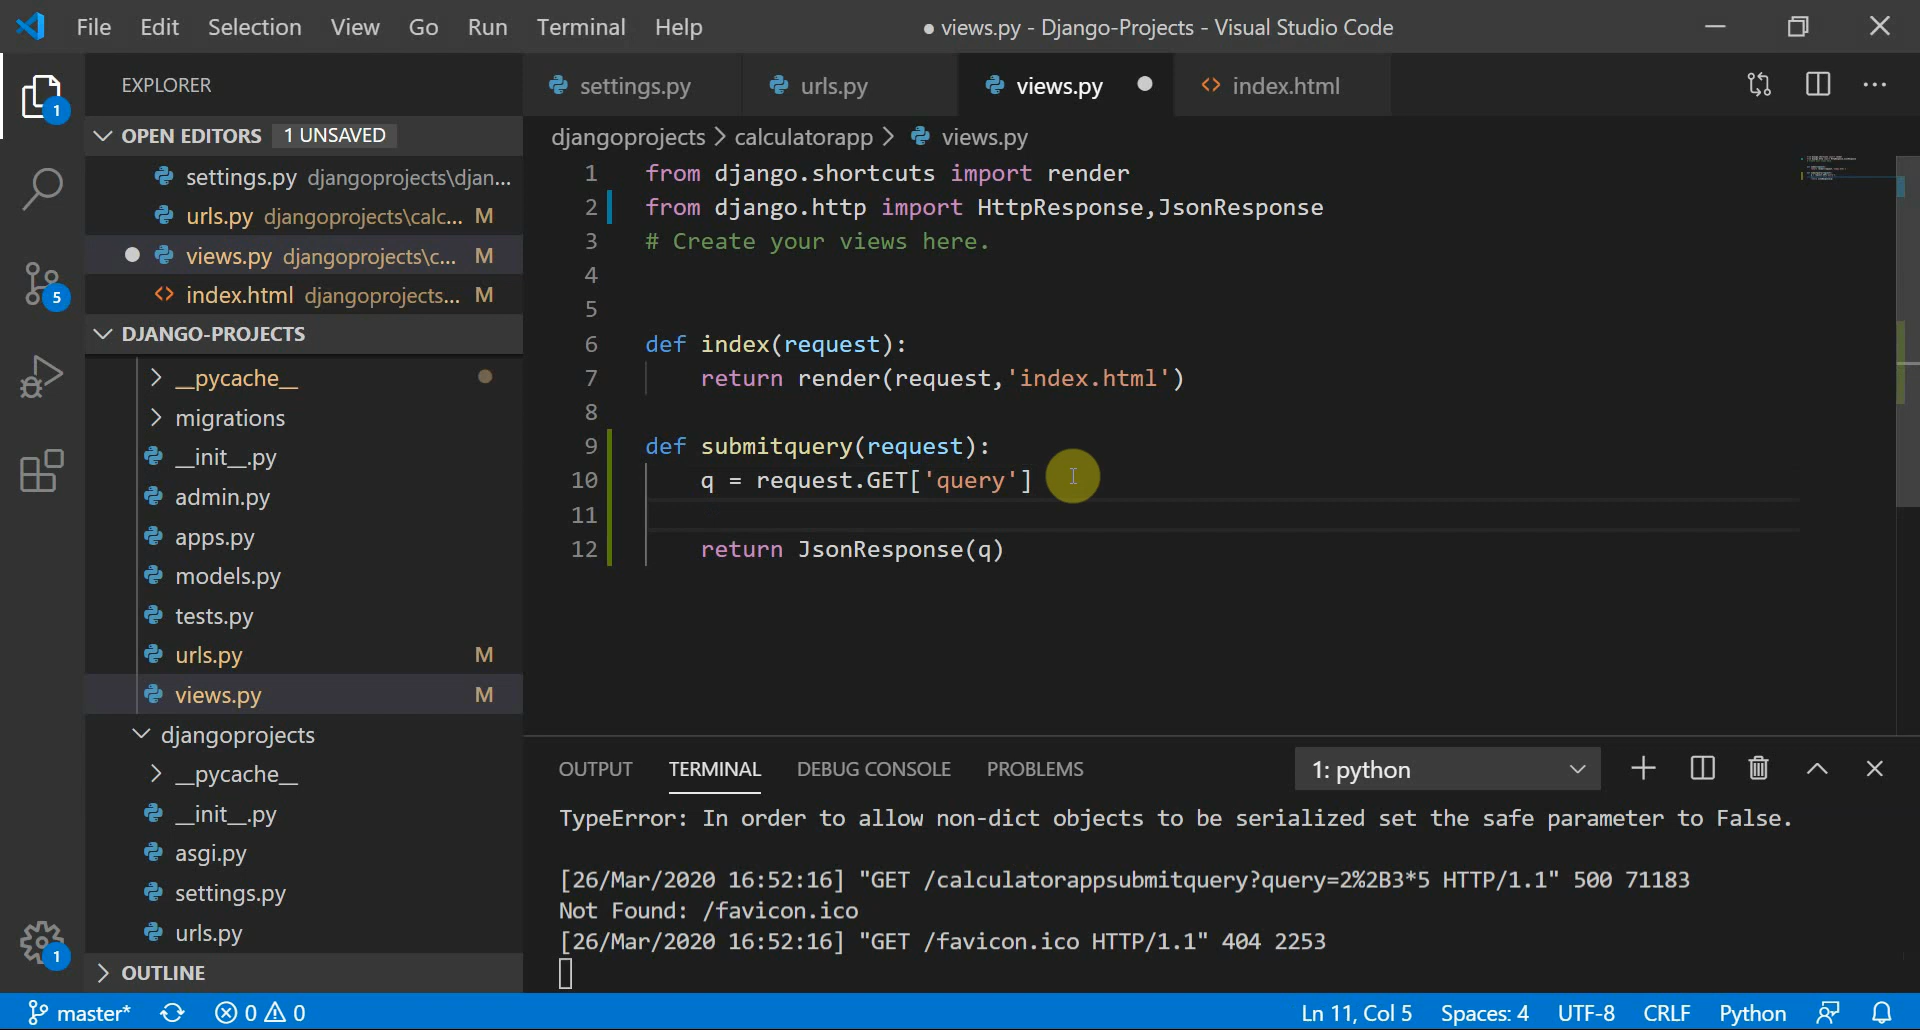 File Edit Selection View Go Run Terminal Help
● views.py - Django-Projects - Visual Studio Code
EXPLORER
1
OPEN EDITORS 1 UNSAVED
settings.py djangoprojects\djan...
urls.py djangoprojects\calc... M
views.py djangoprojects\c... M
index.html djangoprojects... M
5
DJANGO-PROJECTS
__pycache__
migrations
__init__.py
admin.py
apps.py
models.py
tests.py
urls.py M
views.py M
djangoprojects
__pycache__
__init__.py
asgi.py
settings.py
urls.py
1
OUTLINE
settings.py urls.py views.py index.html
djangoprojects > calculatorapp > views.py
1 from django.shortcuts import render
2 from django.http import HttpResponse,JsonResponse
3 # Create your views here.
4
5
6 def index(request):
7 return render(request,'index.html')
8
9 def submitquery(request):
10 q = request.GET['query']
11
12 return JsonResponse(q)
OUTPUT TERMINAL DEBUG CONSOLE PROBLEMS 1: python
TypeError: In order to allow non-dict objects to be serialized set the safe parameter to False.
[26/Mar/2020 16:52:16] "GET /calculatorappsubmitquery?query=2%2B3*5 HTTP/1.1" 500 71183
Not Found: /favicon.ico
[26/Mar/2020 16:52:16] "GET /favicon.ico HTTP/1.1" 404 2253
master* 0 0 Ln 11, Col 5 Spaces: 4 UTF-8 CRLF Python